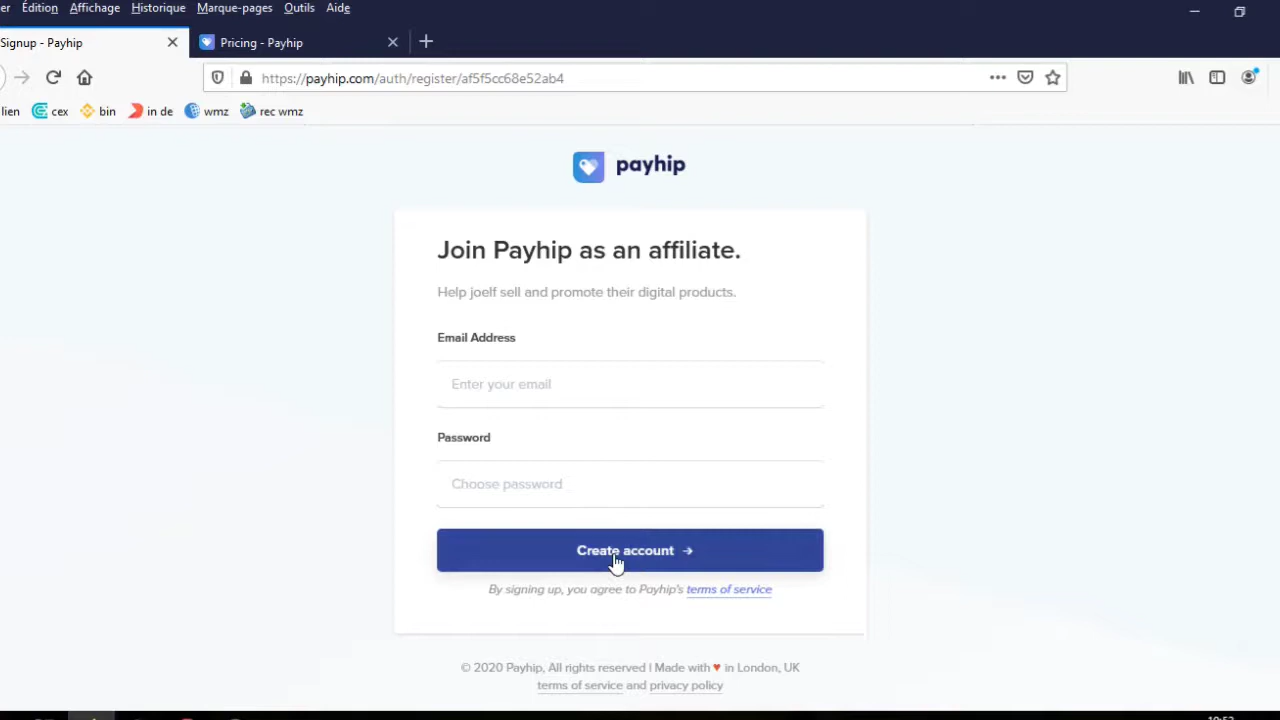 er Édition Affichage Historique Marque-pages Outils Aide
Signup - Payhip Pricing - Payhip
https://payhip.com/auth/register/af5f5cc68e52ab4
lien cex bin in de wmz rec wmz
payhip
Join Payhip as an affiliate.
Help joelf sell and promote their digital products.
Email Address
Enter your email
Password
Choose password
Create account →
By signing up, you agree to Payhip's terms of service
© 2020 Payhip, All rights reserved | Made with ♥ in London, UK
terms of service and privacy policy